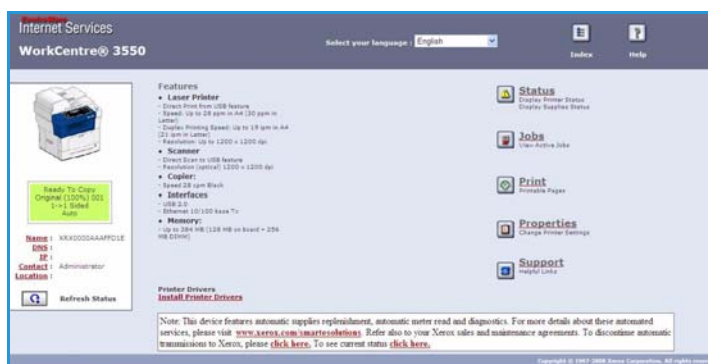 Internet Services
WorkCentre® 3550
Select your language : English
Index
Help
Ready To Copy
Original (100%) 001
1->1 Sided
Auto
Name :
DNS :
IP :
Contact : Administrator
Location :
Refresh Status
Features
• Laser Printer
- Direct Print from USB feature
- Speed: Up to 28 ppm in A4 (30 ppm in
Letter)
- Duplex Printing Speed: Up to 19 ipm in A4
(21 ipm in Letter)
- Resolution: Up to 1200 x 1200 dpi
• Scanner
- Direct Scan to USB feature
- Resolution (optical) 1200 x 1200 dpi
• Copier:
- Speed 28 cpm Black
• Interfaces
- USB 2.0
- Ethernet 10/100 base Tx
• Memory:
- Up to 384 MB (128 MB on board + 256
MB DIMM)
Printer Drivers
Install Printer Drivers
Status
Display Printer Status
Display Supplies Status
Jobs
View Active Jobs
Print
Printable Pages
Properties
Change Printer Settings
Support
Helpful Links
Note: This device features automatic supplies replenishment, automatic meter read and diagnostics. For more details about these automated
services, please visit www.xerox.com/smartesolutions. Refer also to your Xerox sales and maintenance agreements. To discontinue automatic
transmissions to Xerox, please click here. To see current status click here.
Copyright © 1997-2009 Xerox Corporation. All rights reserved